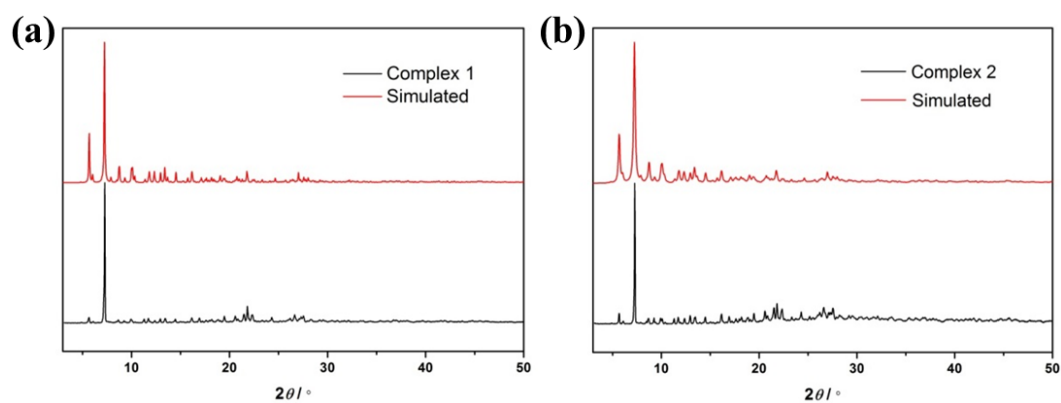 (a)
Complex 1
Simulated
10 20 30 40 50
2θ / °
(b)
Complex 2
Simulated
10 20 30 40 50
2θ / °